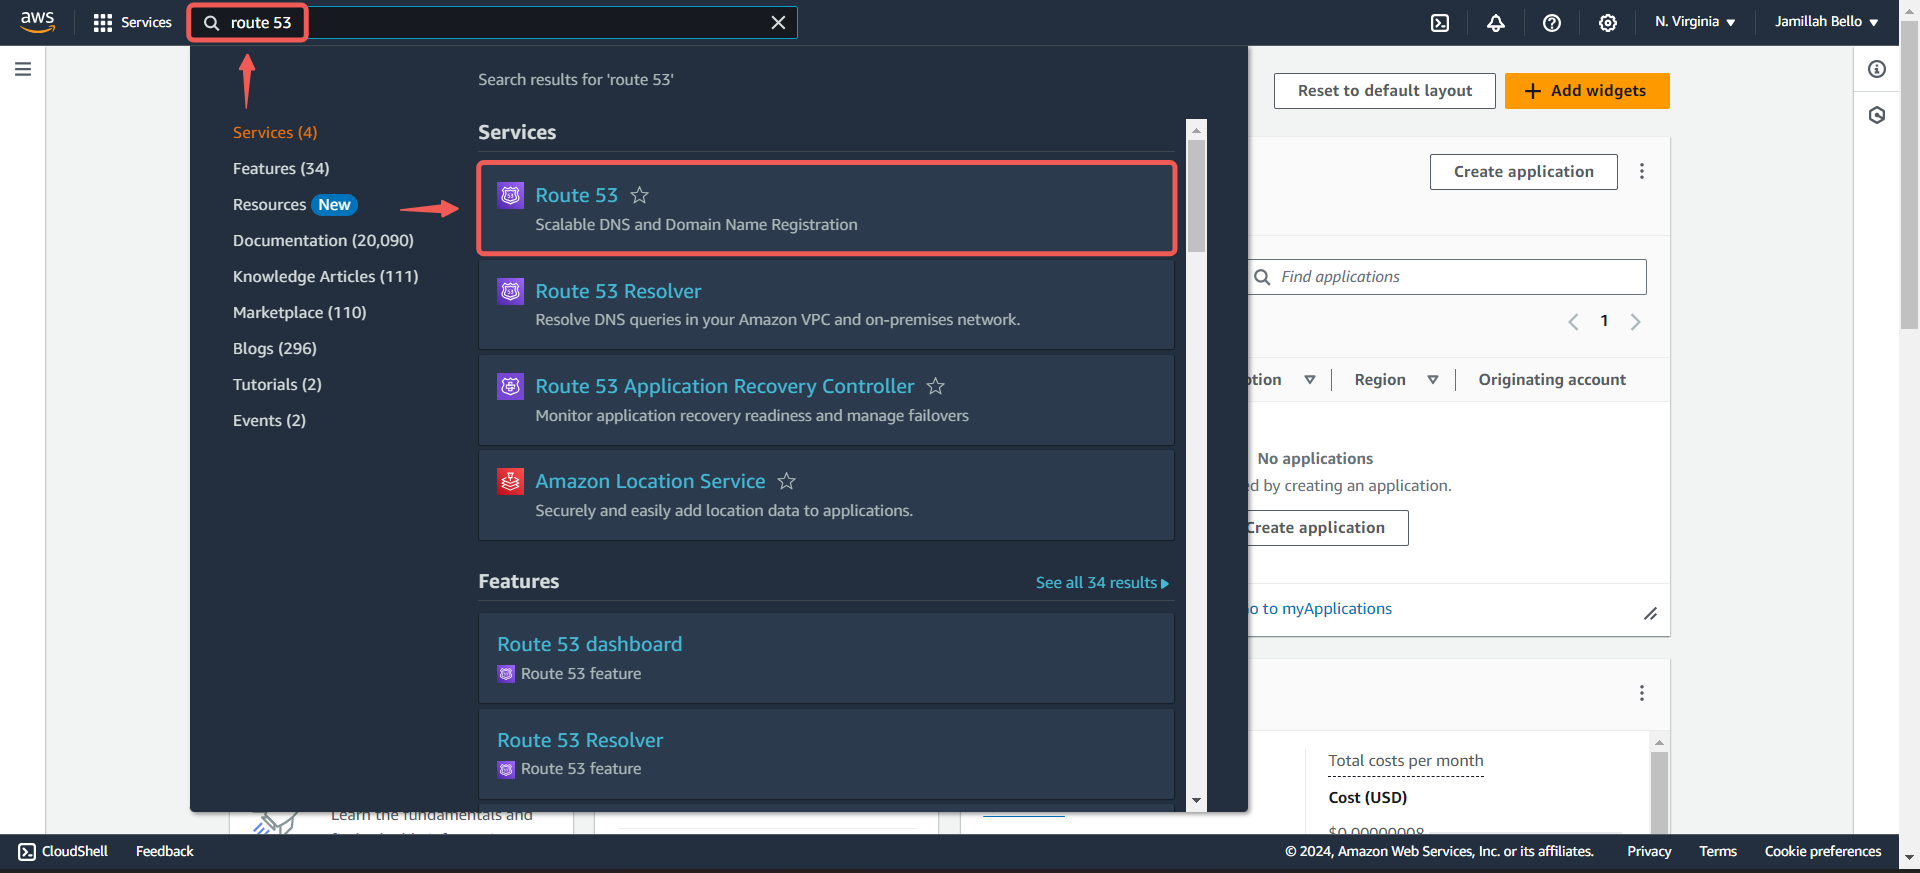 aws
Services
route 53
N. Virginia
Jamillah Bello
Search results for 'route 53'
Services (4)
Features (34)
Resources New
Documentation (20,090)
Knowledge Articles (111)
Marketplace (110)
Blogs (296)
Tutorials (2)
Events (2)
Services
Route 53
Scalable DNS and Domain Name Registration
Route 53 Resolver
Resolve DNS queries in your Amazon VPC and on-premises network.
Route 53 Application Recovery Controller
Monitor application recovery readiness and manage failovers
Amazon Location Service
Securely and easily add location data to applications.
Features
See all 34 results
Route 53 dashboard
Route 53 feature
Route 53 Resolver
Route 53 feature
Reset to default layout
Add widgets
Create application
Find applications
1
Region
Originating account
No applications
by creating an application.
Create application
to myApplications
Total costs per month
Cost (USD)
$0.00000008
Learn the fundamentals and
CloudShell
Feedback
© 2024, Amazon Web Services, Inc. or its affiliates.
Privacy
Terms
Cookie preferences